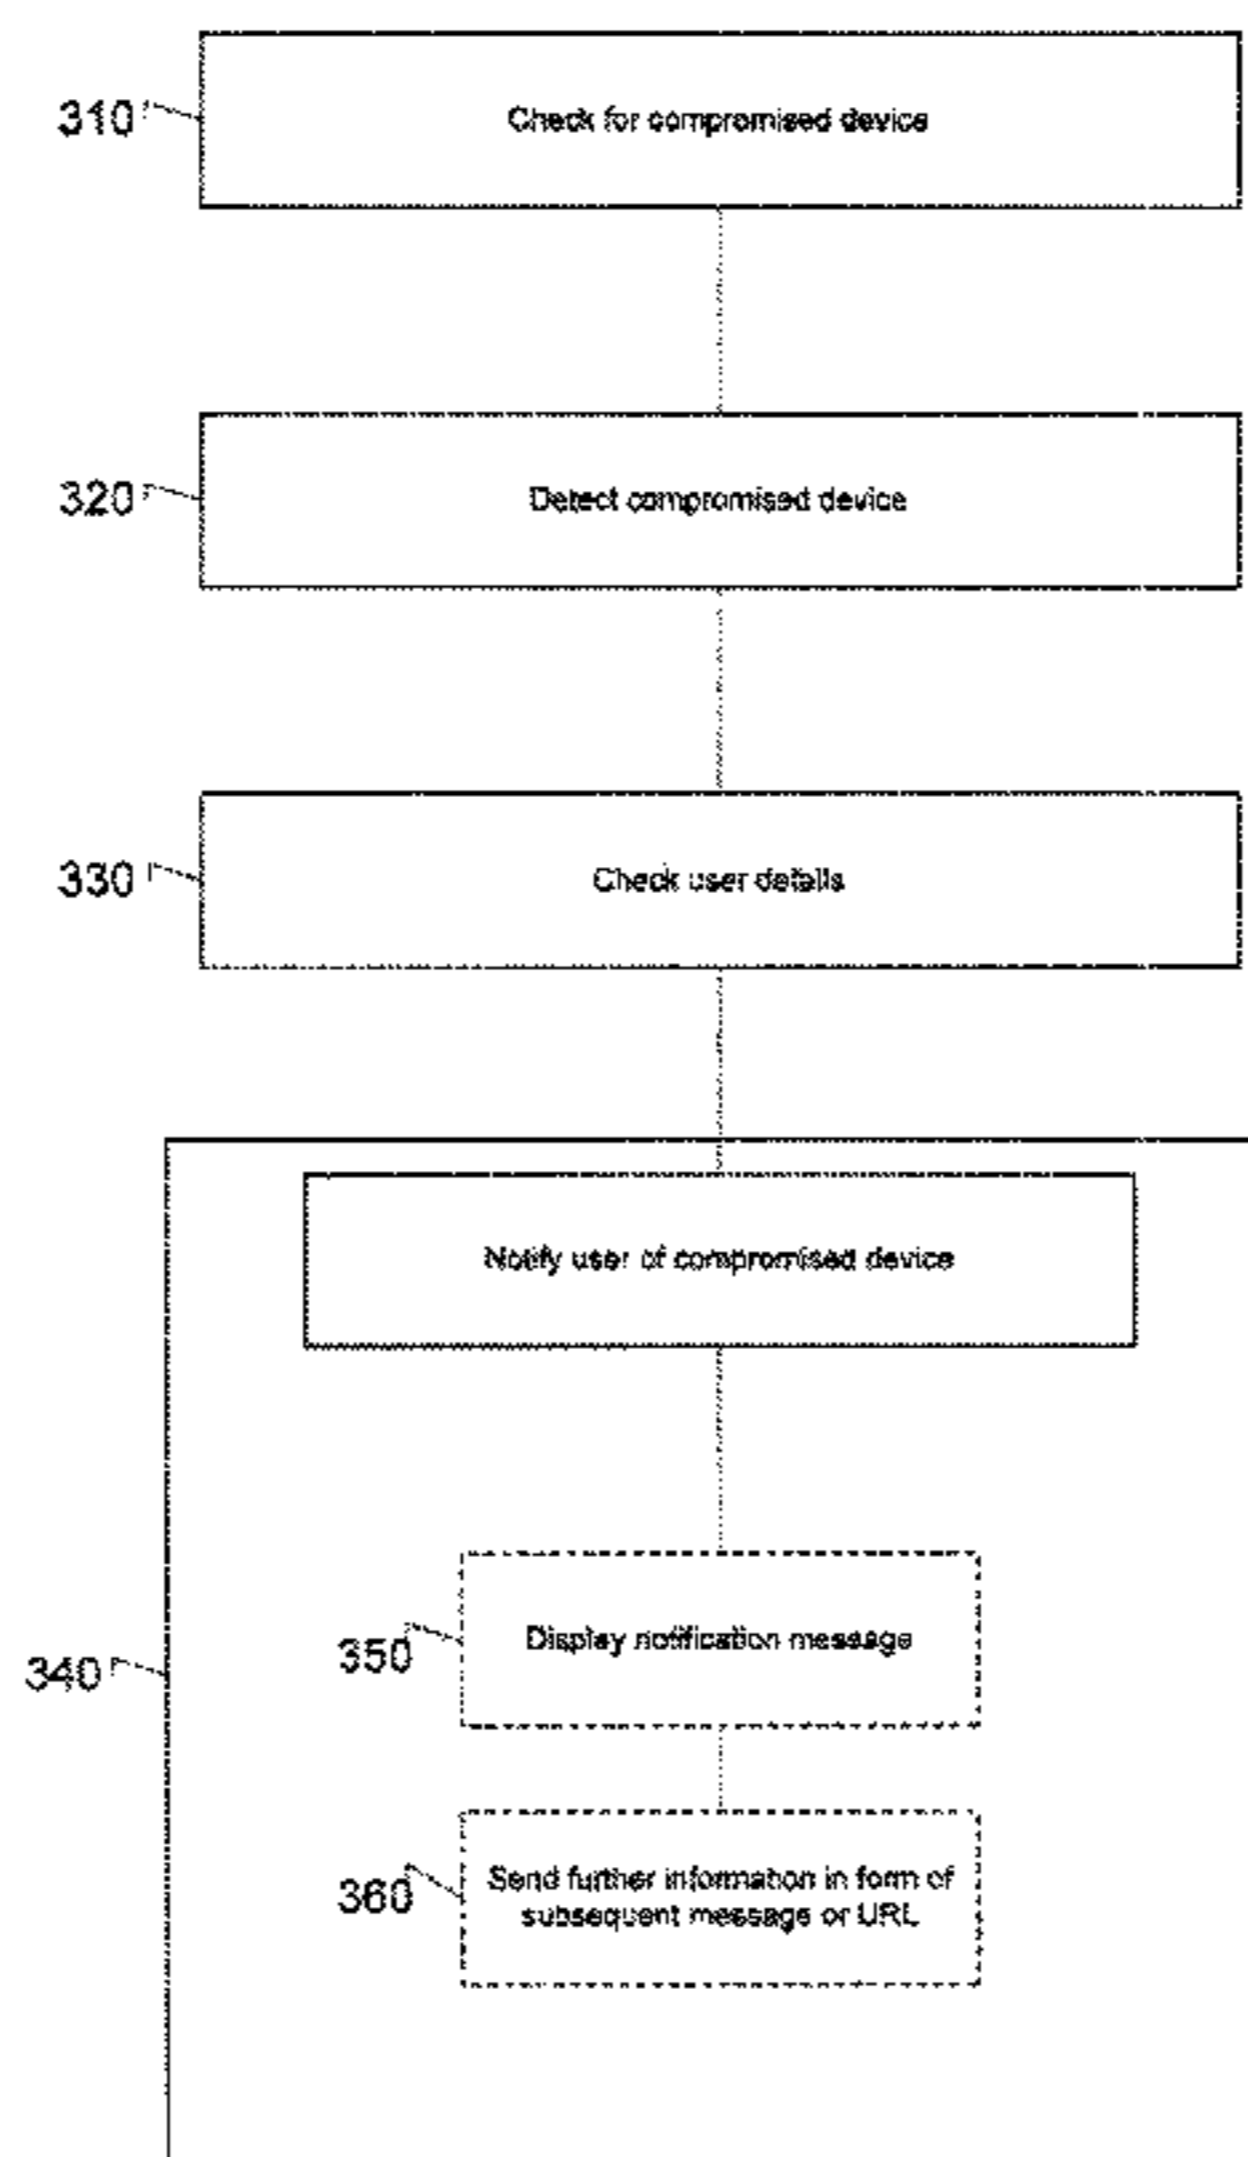 310
Check for compromised device
320
Detect compromised device
330
Check user details
Notify user of compromised device
350
Display notification message
340
360
Send further information in form of
subsequent message or URL